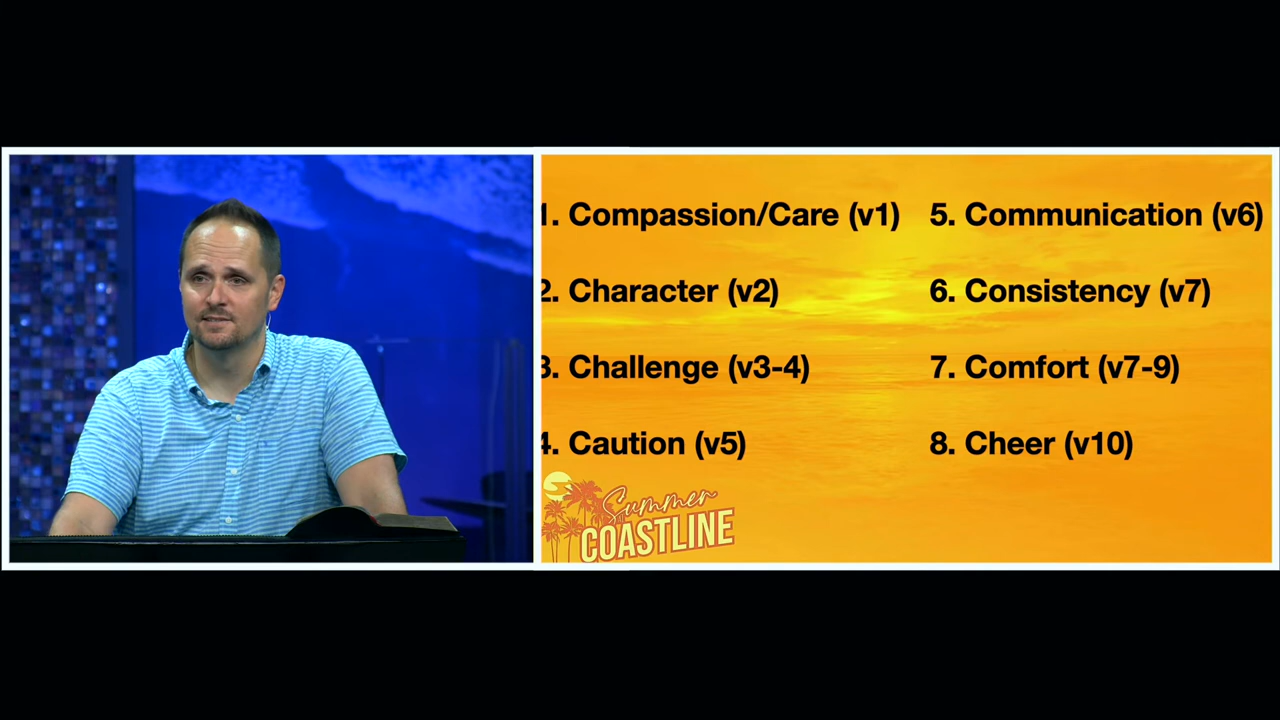 1. Compassion/Care (v1)
2. Character (v2)
3. Challenge (v3-4)
4. Caution (v5)
5. Communication (v6)
6. Consistency (v7)
7. Comfort (v7-9)
8. Cheer (v10)
Summer
AT
COASTLINE